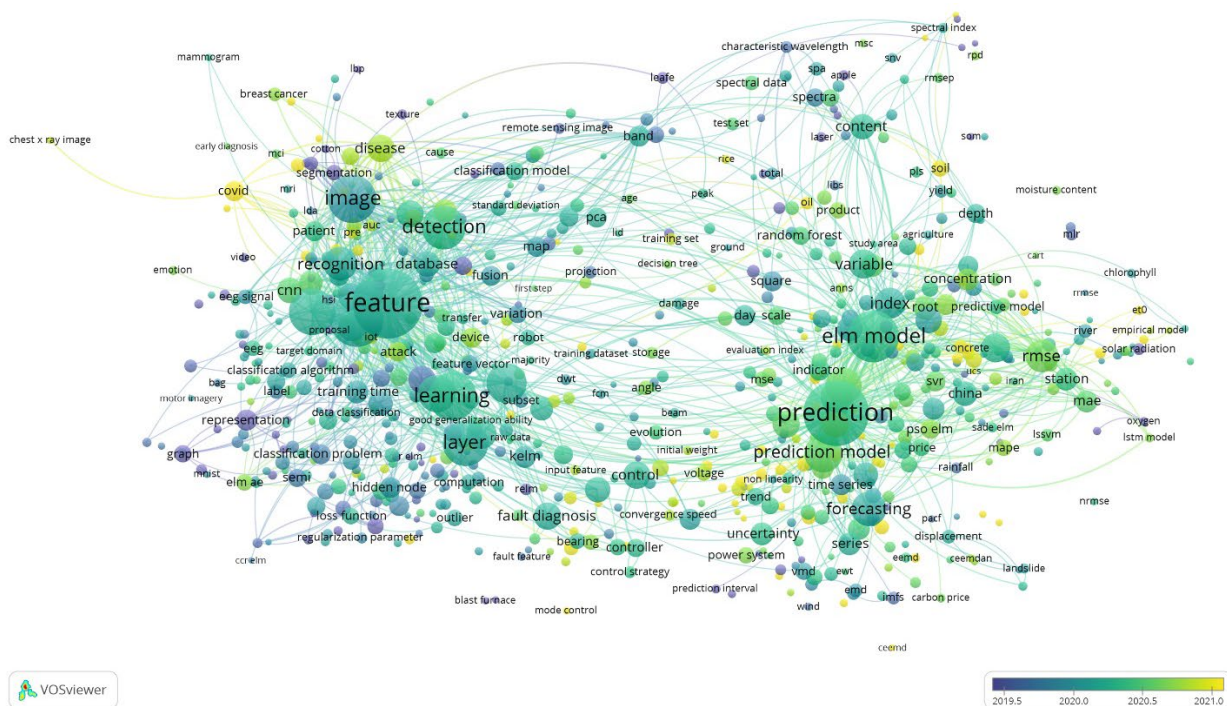 spectral index
mammogram
characteristic wavelength
msc
rpd
lbp
leafe
spa
apple
snv
breast cancer
spectral data
rmsep
spectra
texture
remote sensing image
band
test set
content
laser
som
chest x ray image
early diagnosis
cotton
cause
disease
mci
segmentation
classification model
rice
total
pls
soil
covid
mri
image
age
peak
libs
yield
moisture content
lda
standard deviation
oil
product
depth
patient
auc
pre
detection
pca
lid
training set
random forest
agriculture
mlr
video
map
ground
study area
emotion
recognition
database
fusion
projection
decision tree
variable
cart
chlorophyll
eeg signal
cnn
first step
square
anns
concentration
hsi
feature
damage
index
root
predictive model
rmse
et0
proposal
iot
transfer
variation
day scale
elm model
river
empirical model
attack
device
robot
evaluation index
concrete
rmse
solar radiation
eeg
target domain
feature vector
majority
training dataset
storage
indicator
ucs
iran
station
classification algorithm
bag
label
training time
learning
dwt
fcm
angle
mse
svr
china
mae
motor imagery
subset
beam
prediction
representation
data classification
good generalization ability
evolution
pso elm
sade elm
lssvm
oxygen
lstm model
graph
classification problem
r elm
layer
raw data
kelm
initial weight
prediction model
price
mape
mnist
semi
elm ae
hidden node
computation
input feature
control
voltage
non linearity
time series
rainfall
loss function
outlier
relm
fault diagnosis
convergence speed
trend
forecasting
pacf
nrmse
regularization parameter
bearing
controller
uncertainty
series
displacement
ccrelm
fault feature
control strategy
power system
vmd
ewt
eemd
ceemdan
landslide
prediction interval
emd
imfs
carbon price
blast furnace
mode control
wind
ceemd
VOSviewer
2019.5 2020.0 2020.5 2021.0